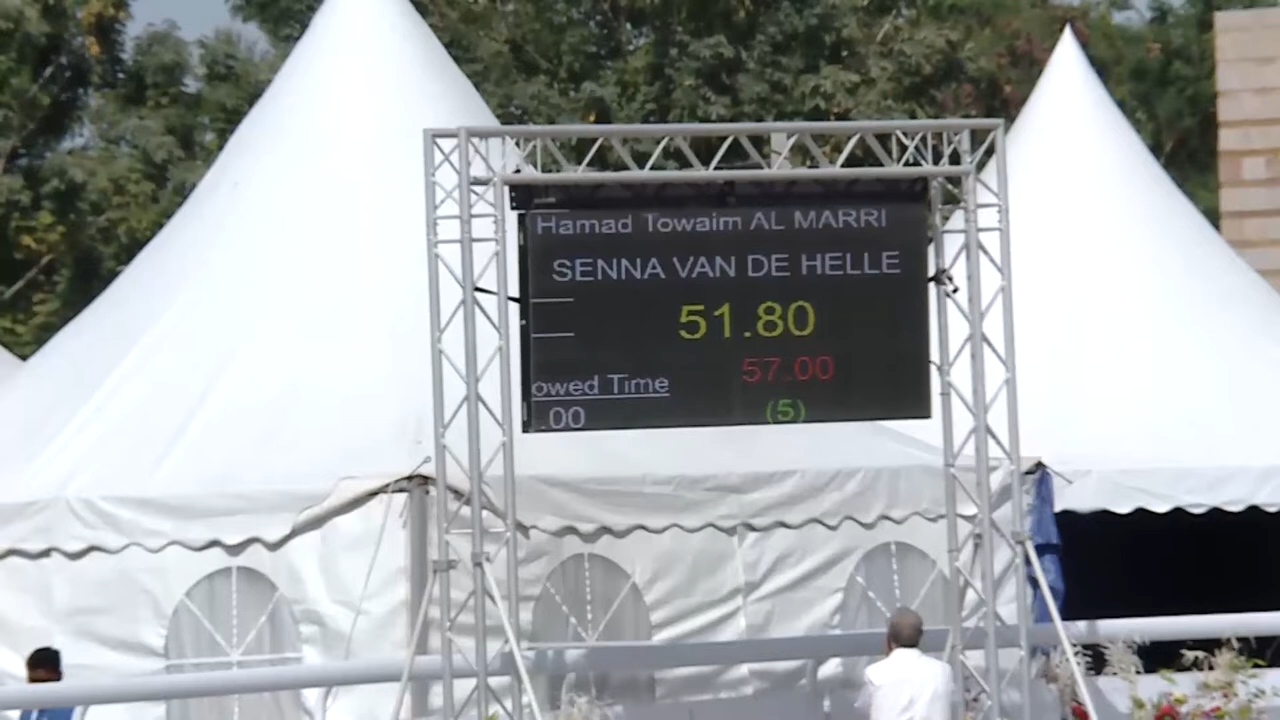 Hamad Towaim AL MARRI
SENNA VAN DE HELLE
51.80
57.00
owed Time
.00
(5)